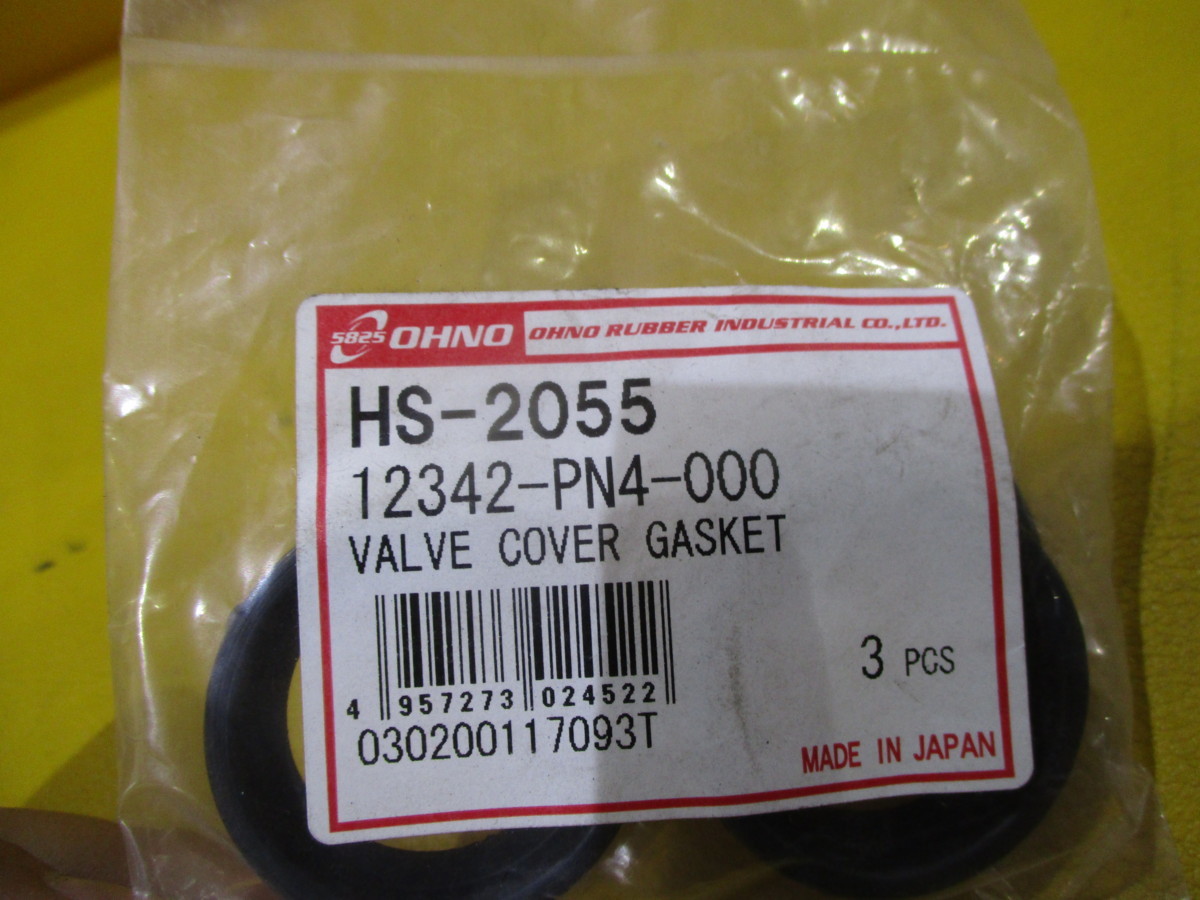 5825 OHNO OHNO RUBBER INDUSTRIAL CO.,LTD.
HS-2055
12342-PN4-000
VALVE COVER GASKET
4 957273 024522
030200117093T
3 PCS
MADE IN JAPAN